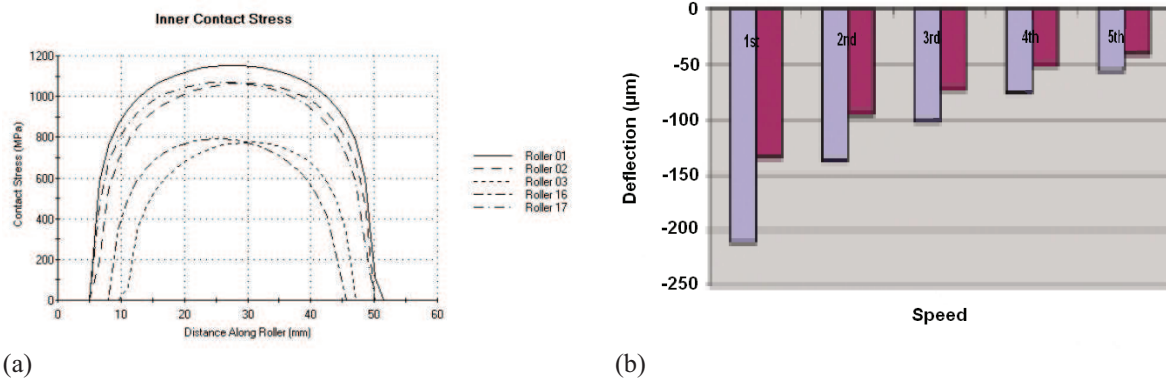 Inner Contact Stress
1200
1000
800
600
400
200
0
Contact Stress (MPa)
0 10 20 30 40 50 60
Distance Along Roller (mm)
Roller 01
Roller 02
Roller 03
Roller 16
Roller 17
(a)
0
-50
-100
-150
-200
-250
Deflection (µm)
1st 2nd 3rd 4th 5th
Speed
(b)